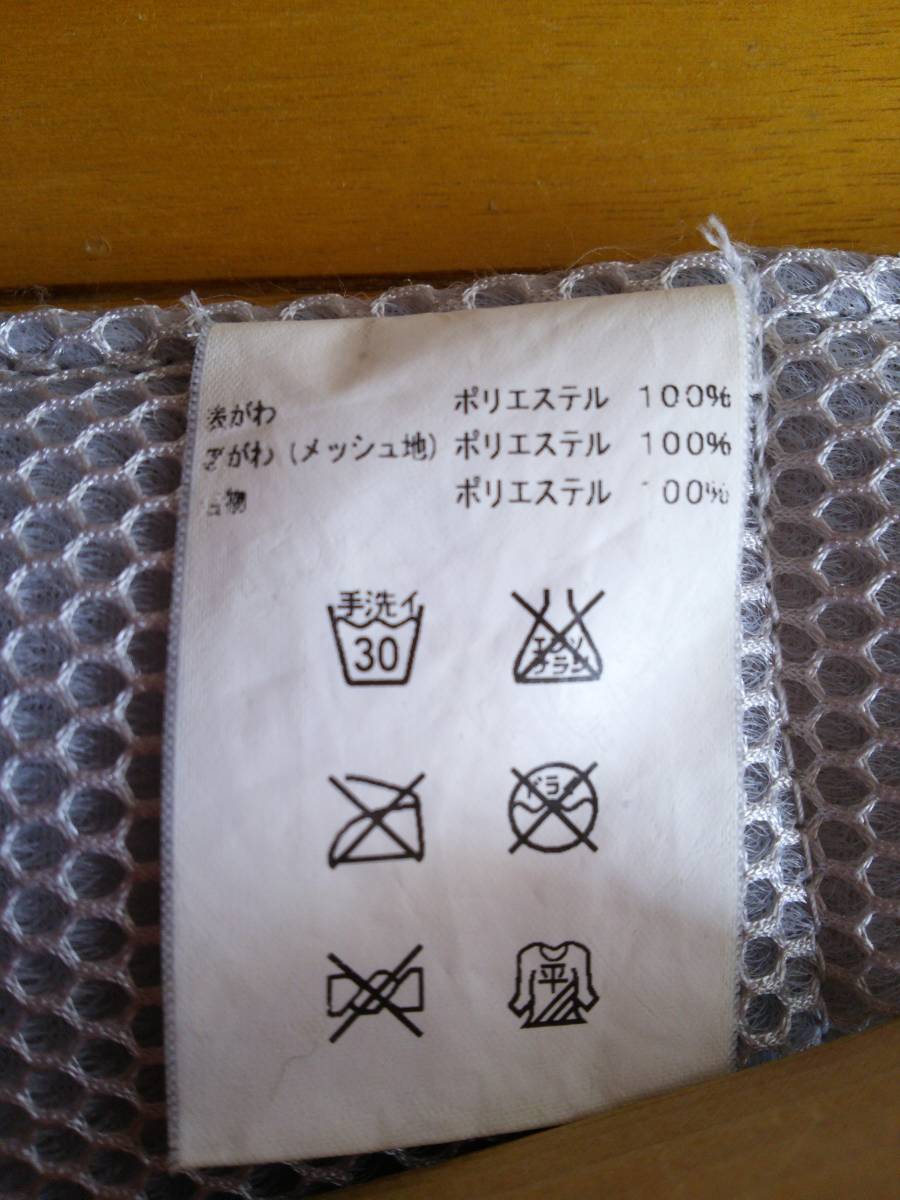 表がわ ポリエステル 100%
がわ (メッシュ地) ポリエステル 100%
物 ポリエステル 100%
手洗イ
30
エンソ
サラシ
ドライ
平